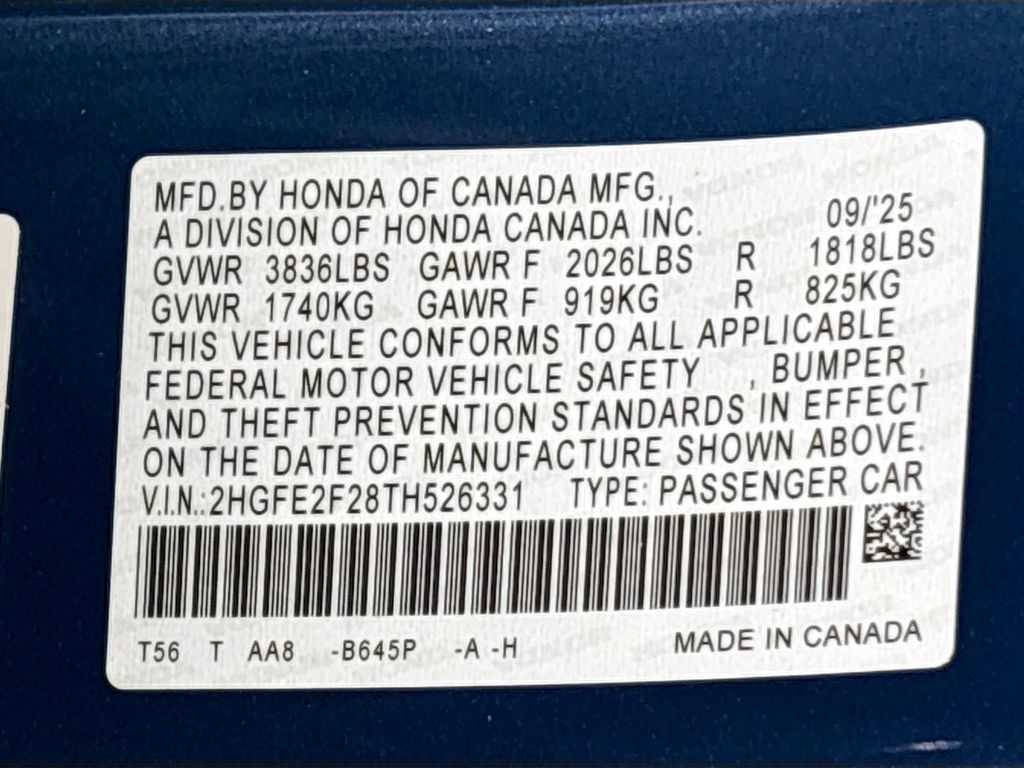 MFD.BY HONDA OF CANADA MFG.,
A DIVISION OF HONDA CANADA INC. 09/'25
GVWR 3836LBS GAWR F 2026LBS R 1818LBS
GVWR 1740KG GAWR F 919KG R 825KG
THIS VEHICLE CONFORMS TO ALL APPLICABLE
FEDERAL MOTOR VEHICLE SAFETY , BUMPER ,
AND THEFT PREVENTION STANDARDS IN EFFECT
ON THE DATE OF MANUFACTURE SHOWN ABOVE.
V.I.N.:2HGFE2F28TH526331 TYPE: PASSENGER CAR
T56 T AA8 -B645P -A -H MADE IN CANADA